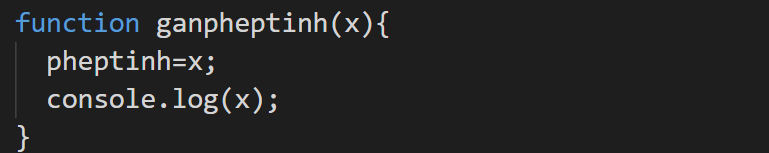 function ganpheptinh(x){
  pheptinh=x;
  console.log(x);
}